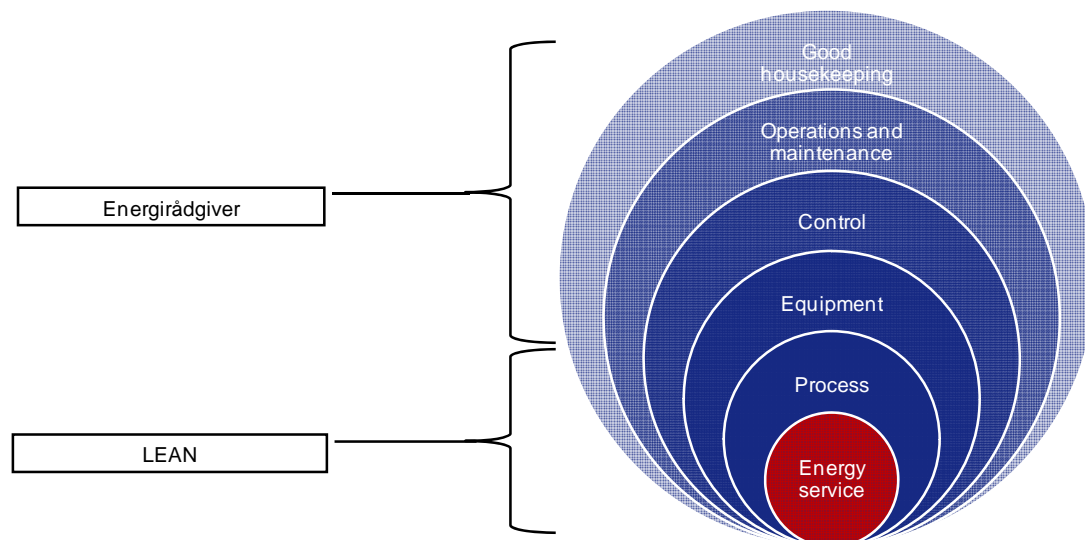 Good
housekeeping
Operations and
maintenance
Energirådgiver
Control
Equipment
Process
LEAN
Energy
service